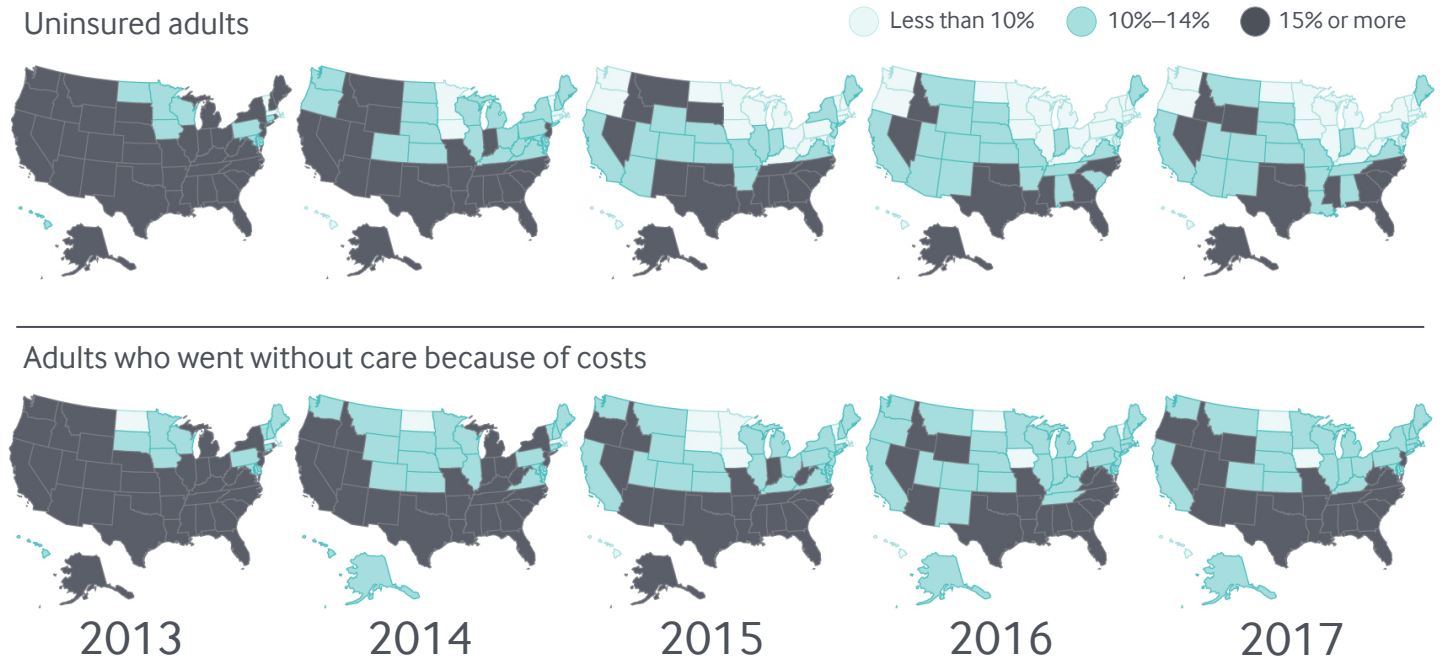 Uninsured adults
Less than 10%
10%–14%
15% or more
Adults who went without care because of costs
2013
2014
2015
2016
2017